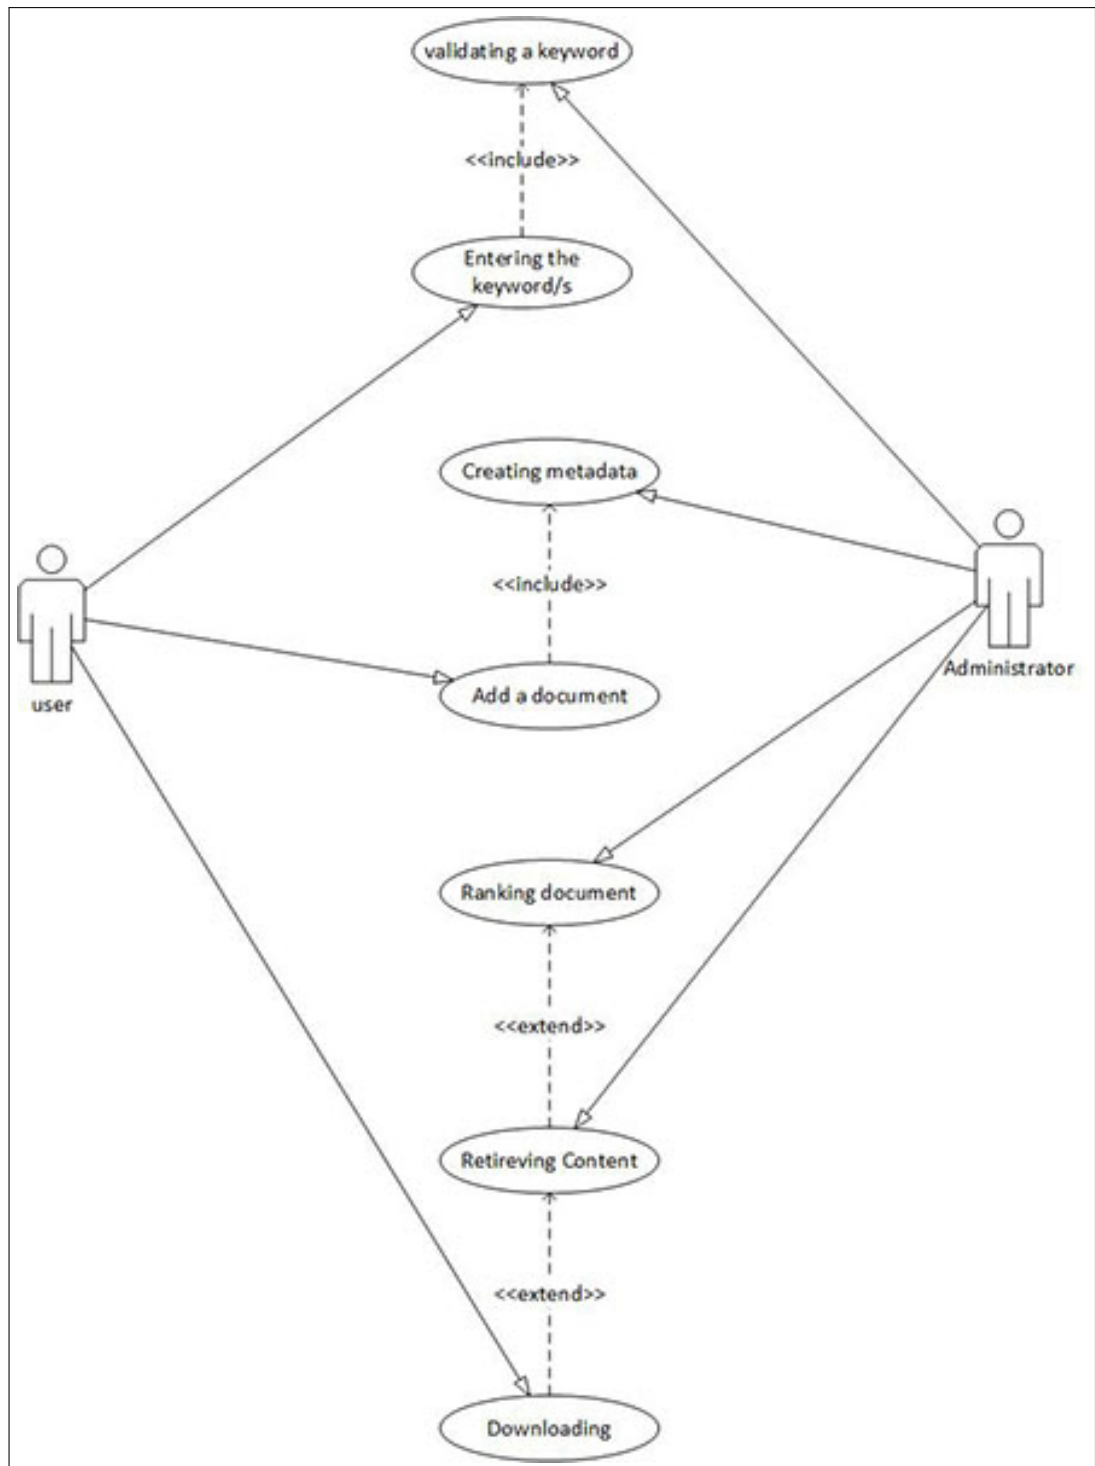 validating a keyword
<<include>>
Entering the
keyword/s
Creating metadata
<<include>>
Administrator
Add a document
user
Ranking document
<<extend>>
Retireving Content
<<extend>>
Downloading